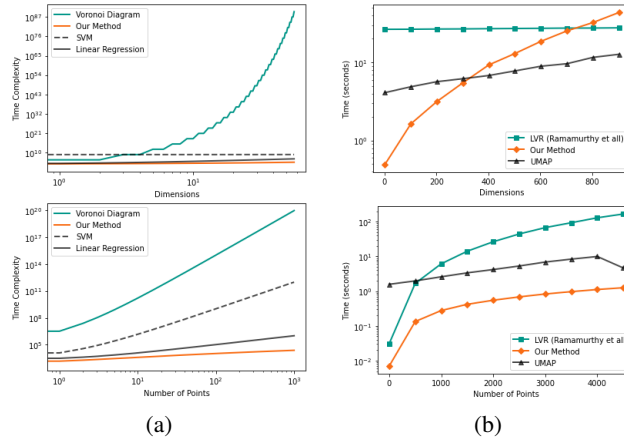 Voronoi Diagram
Our Method
SVM
Linear Regression
Time Complexity
10^87
10^76
10^65
10^54
10^43
10^32
10^21
10^10
10^0
Dimensions
Time (seconds)
10^1
10^0
LVR (Ramamurthy et all)
Our Method
UMAP
0 200 400 600 800
Dimensions
Voronoi Diagram
Our Method
SVM
Linear Regression
Time Complexity
10^20
10^17
10^14
10^11
10^8
10^5
10^0 10^1 10^2 10^3
Number of Points
Time (seconds)
10^2
10^1
10^0
10^-1
10^-2
LVR (Ramamurthy et all)
Our Method
UMAP
0 1000 2000 3000 4000
Number of Points
(a)
(b)